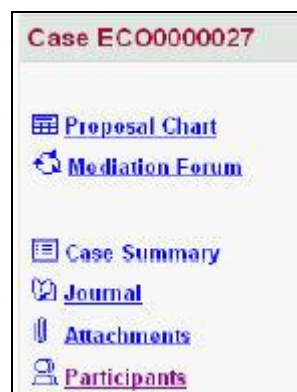 Case ECO0000027
Proposal Chart
Mediation Forum
Case Summary
Journal
Attachments
Participants